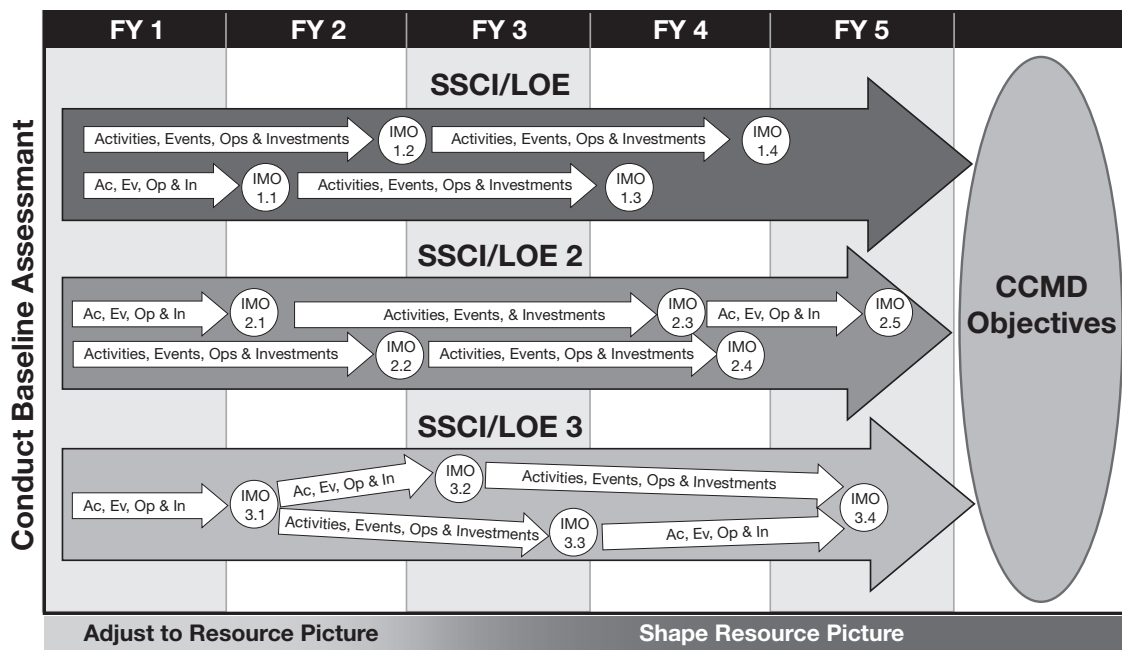 FY 1 FY 2 FY 3 FY 4 FY 5
Conduct Baseline Assessmant
SSCI/LOE
Activities, Events, Ops & Investments
IMO
1.2
Activities, Events, Ops & Investments
IMO
1.4
Ac, Ev, Op & In
IMO
1.1
Activities, Events, Ops & Investments
IMO
1.3
SSCI/LOE 2
Ac, Ev, Op & In
IMO
2.1
Activities, Events, & Investments
IMO
2.3
Ac, Ev, Op & In
IMO
2.5
Activities, Events, Ops & Investments
IMO
2.2
Activities, Events, Ops & Investments
IMO
2.4
SSCI/LOE 3
Ac, Ev, Op & In
IMO
3.1
Ac, Ev, Op & In
IMO
3.2
Activities, Events, Ops & Investments
Activities, Events, Ops & Investments
IMO
3.3
Ac, Ev, Op & In
IMO
3.4
CCMD
Objectives
Adjust to Resource Picture
Shape Resource Picture